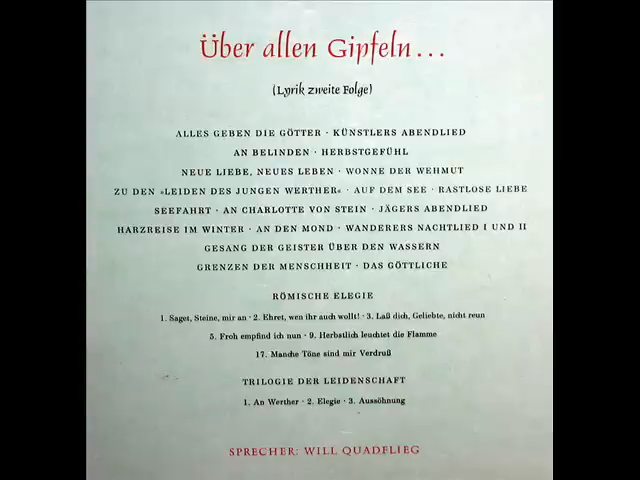 Über allen Gipfeln...
(Lyrik zweite Folge)
ALLES GEBEN DIE GÖTTER · KÜNSTLERS ABENDLIED
AN BELINDEN · HERBSTGEFÜHL
NEUE LIEBE, NEUES LEBEN · WONNE DER WEHMUT
ZU DEN »LEIDEN DES JUNGEN WERTHER« · AUF DEM SEE · RASTLOSE LIEBE
SEEFAHRT · AN CHARLOTTE VON STEIN · JÄGERS ABENDLIED
HARZREISE IM WINTER · AN DEN MOND · WANDERERS NACHTLIED I UND II
GESANG DER GEISTER ÜBER DEN WASSERN
GRENZEN DER MENSCHHEIT · DAS GÖTTLICHE
RÖMISCHE ELEGIE
1. Saget, Steine, mir an · 2. Ehret, wen ihr auch wollt! · 3. Laß dich, Geliebte, nicht reun
5. Froh empfind ich nun · 9. Herbstlich leuchtet die Flamme
17. Manche Töne sind mir Verdruß
TRILOGIE DER LEIDENSCHAFT
1. An Werther · 2. Elegie · 3. Aussöhnung
SPRECHER: WILL QUADFLIEG